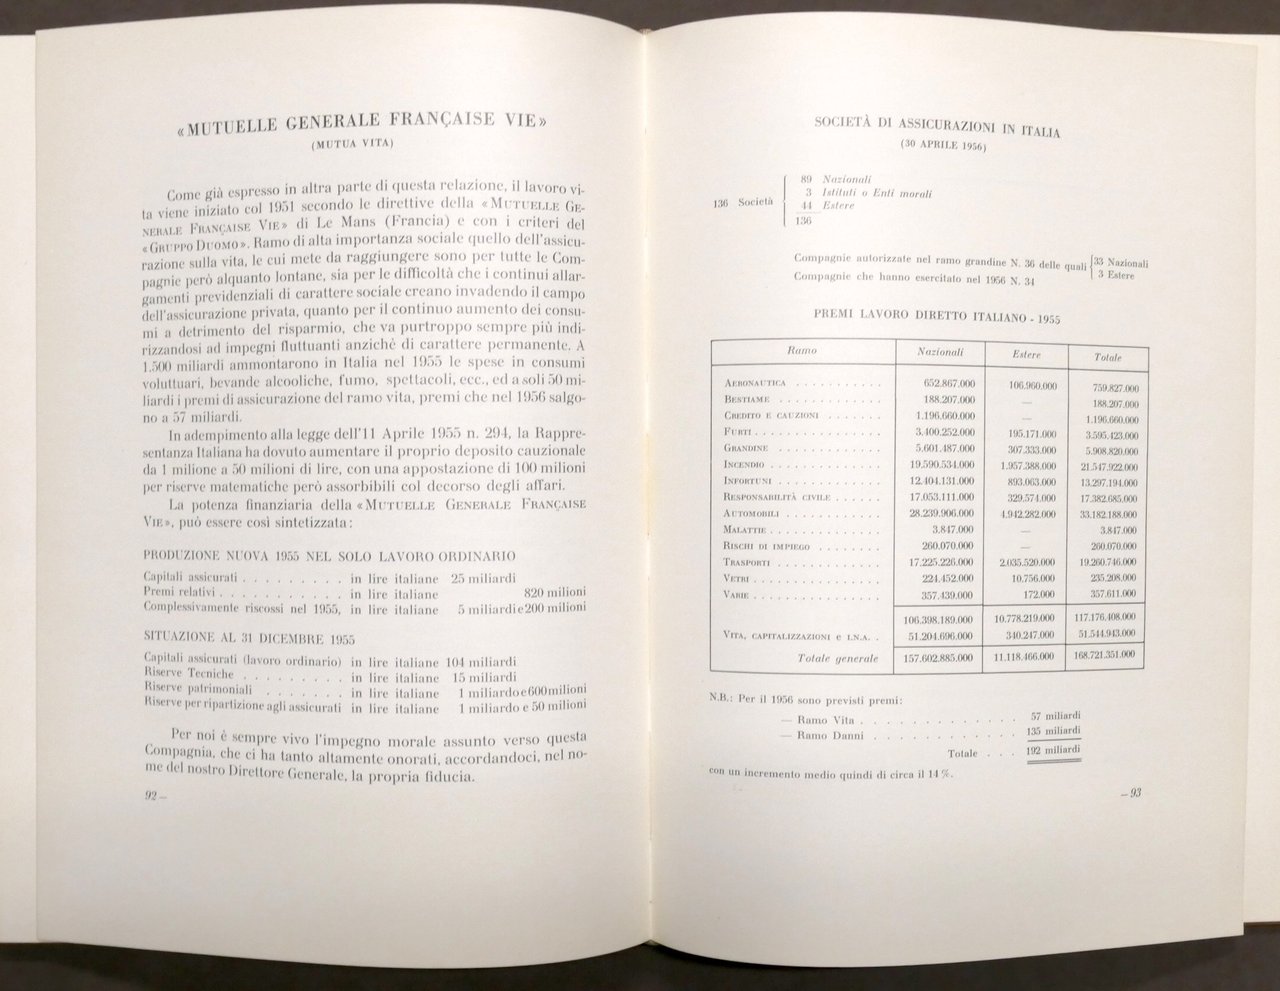 «MUTUELLE GENERALE FRANÇAISE VIE»
(MUTUA VITA)
Come già espresso in altra parte di questa relazione, il lavoro vi-
ta viene iniziato col 1951 secondo le direttive della «MUTUELLE GE-
NERALE FRANÇAISE VIE» di Le Mans (Francia) e con i criteri del
«GRUPPO DUOMO». Ramo di alta importanza sociale quello dell'assicu-
razione sulla vita, le cui mete da raggiungere sono per tutte le Com-
pagnie però alquanto lontane, sia per le difficoltà che i continui allar-
gamenti previdenziali di carattere sociale creano invadendo il campo
dell'assicurazione privata, quanto per il continuo aumento dei consu-
mi a detrimento del risparmio, che va purtroppo sempre più indi-
rizzandosi ad impegni fluttuanti anziché di carattere permanente. A
1.500 miliardi ammontarono in Italia nel 1955 le spese in consumi
voluttuari, bevande alcooliche, fumo, spettacoli, ecc., ed a soli 50 mi-
liardi i premi di assicurazione del ramo vita, premi che nel 1956 salgo-
no a 57 miliardi.
In adempimento alla legge dell'11 Aprile 1955 n. 294, la Rappre-
sentanza Italiana ha dovuto aumentare il proprio deposito cauzionale
da 1 milione a 50 milioni di lire, con una appostazione di 100 milioni
per riserve matematiche però assorbibili col decorso degli affari.
La potenza finanziaria della «MUTUELLE GENERALE FRANÇAISE
VIE», può essere così sintetizzata:
PRODUZIONE NUOVA 1955 NEL SOLO LAVORO ORDINARIO
Capitali assicurati . . . . . . . . . in lire italiane 25 miliardi
Premi relativi . . . . . . . . . . . in lire italiane 820 milioni
Complessivamente riscossi nel 1955, in lire italiane 5 miliardi e 200 milioni
SITUAZIONE AL 31 DICEMBRE 1955
Capitali assicurati (lavoro ordinario) in lire italiane 104 miliardi
Riserve Tecniche . . . . . . . . . in lire italiane 15 miliardi
Riserve patrimoniali . . . . . . . in lire italiane 1 miliardo e 600 milioni
Riserve per ripartizione agli assicurati in lire italiane 1 miliardo e 50 milioni
Per noi è sempre vivo l'impegno morale assunto verso questa
Compagnia, che ci ha tanto altamente onorati, accordandoci, nel no-
me del nostro Direttore Generale, la propria fiducia.
92 –
SOCIETÀ DI ASSICURAZIONI IN ITALIA
(30 APRILE 1956)
89 Nazionali
3 Istituti o Enti morali
136 Società
44 Estere
136
Compagnie autorizzate nel ramo grandine N. 36 delle quali 33 Nazionali
3 Estere
Compagnie che hanno esercitato nel 1956 N. 34
PREMI LAVORO DIRETTO ITALIANO - 1955
Ramo Nazionali Estere Totale
AERONAUTICA . . . . . . . . . . . 652.867.000 106.960.000 759.827.000
BESTIAME . . . . . . . . . . . . 188.207.000 — 188.207.000
CREDITO E CAUZIONI . . . . . . . 1.196.660.000 — 1.196.660.000
FURTI . . . . . . . . . . . . . . . 3.400.252.000 195.171.000 3.595.423.000
GRANDINE . . . . . . . . . . . . 5.601.487.000 307.333.000 5.908.820.000
INCENDIO . . . . . . . . . . . . 19.590.534.000 1.957.388.000 21.547.922.000
INFORTUNI . . . . . . . . . . . . 12.404.131.000 893.063.000 13.297.194.000
RESPONSABILITÀ CIVILE . . . . . . 17.053.111.000 329.574.000 17.382.685.000
AUTOMOBILI . . . . . . . . . . . 28.239.906.000 4.942.282.000 33.182.188.000
MALATTIE . . . . . . . . . . . . . 3.847.000 — 3.847.000
RISCHI DI IMPIEGO . . . . . . . . 260.070.000 — 260.070.000
TRASPORTI . . . . . . . . . . . . 17.225.226.000 2.035.520.000 19.260.746.000
VETRI . . . . . . . . . . . . . . . 224.452.000 10.756.000 235.208.000
VARIE . . . . . . . . . . . . . . . 357.439.000 172.000 357.611.000
106.398.189.000 10.778.219.000 117.176.408.000
VITA, CAPITALIZZAZIONI e I.N.A. . 51.204.696.000 340.247.000 51.544.943.000
Totale generale 157.602.885.000 11.118.466.000 168.721.351.000
N.B.: Per il 1956 sono previsti premi:
— Ramo Vita . . . . . . . . . . . . . 57 miliardi
— Ramo Danni . . . . . . . . . . . . 135 miliardi
Totale . . . 192 miliardi
con un incremento medio quindi di circa il 14 %.
– 93